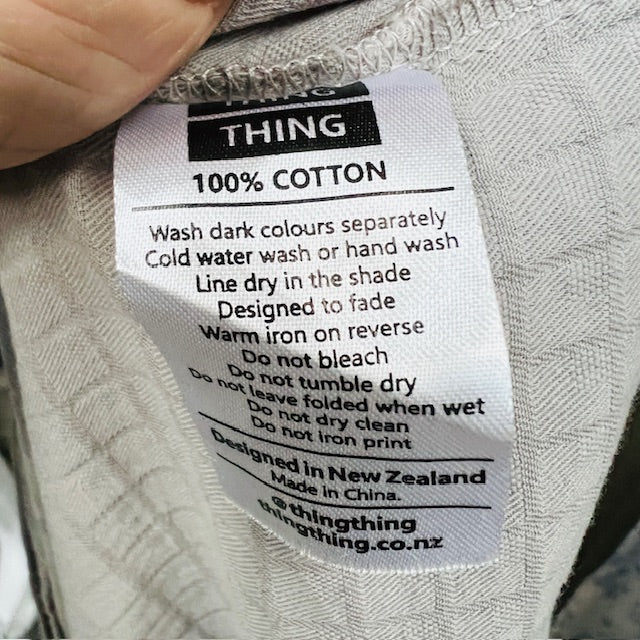 THING
THING
100% COTTON
Wash dark colours separately
Cold water wash or hand wash
Line dry in the shade
Designed to fade
Warm iron on reverse
Do not bleach
Do not tumble dry
Do not leave folded when wet
Do not dry clean
Do not iron print
Designed in New Zealand
Made in China.
@thingthing
thingthing.co.nz